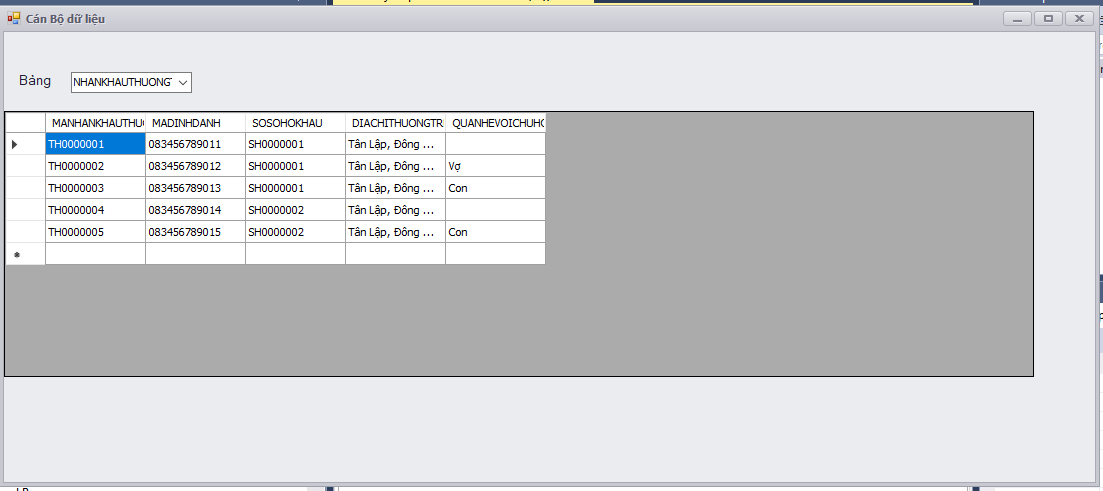 Cán Bộ dữ liệu
Bảng
NHANKHAUTHUONGT
MANHANKHAUTHU MADINHDANH SOSOHOKHAU DIACHITHUONGTR QUANHEVOICHUHO
TH0000001 083456789011 SH0000001 Tân Lập, Đông ...
TH0000002 083456789012 SH0000001 Tân Lập, Đông ... Vợ
TH0000003 083456789013 SH0000001 Tân Lập, Đông ... Con
TH0000004 083456789014 SH0000002 Tân Lập, Đông ...
TH0000005 083456789015 SH0000002 Tân Lập, Đông ... Con